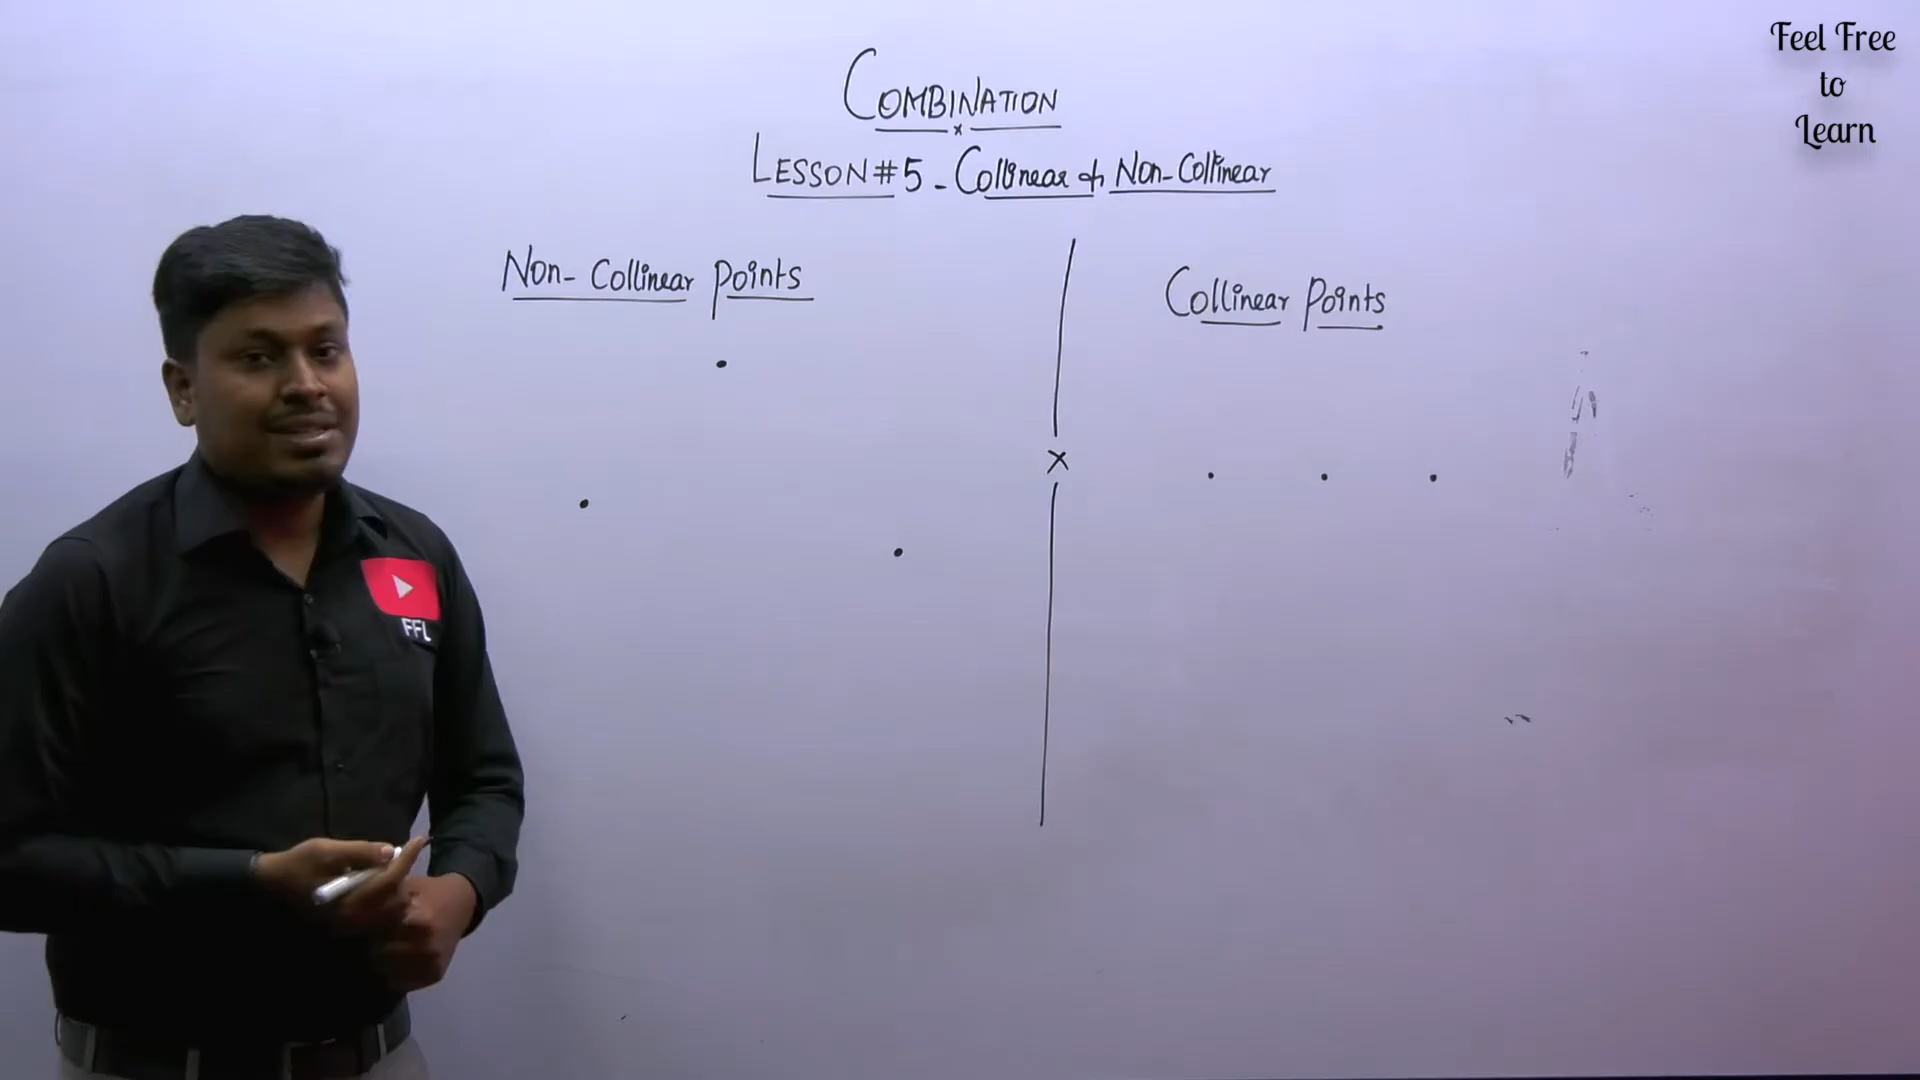 COMBINATION
LESSON#5 - Collinear & Non-Collinear
Non-Collinear points
Collinear points
Feel Free
to
Learn
FFL